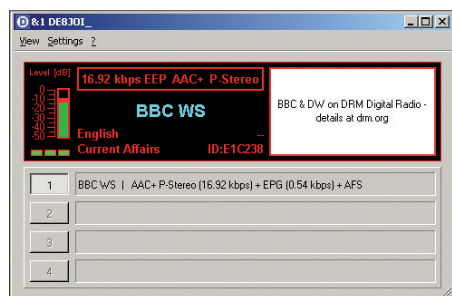 &1 DE8JOI_
View Settings ?
Level [dB]
0
-10
-20
-30
-40
-50
16.92 kbps EEP AAC+ P-Stereo
BBC WS
English --
Current Affairs ID:E1C238
BBC & DW on DRM Digital Radio -
details at drm.org
1 BBC WS | AAC+ P-Stereo (16.92 kbps) + EPG (0.54 kbps) + AFS
2
3
4